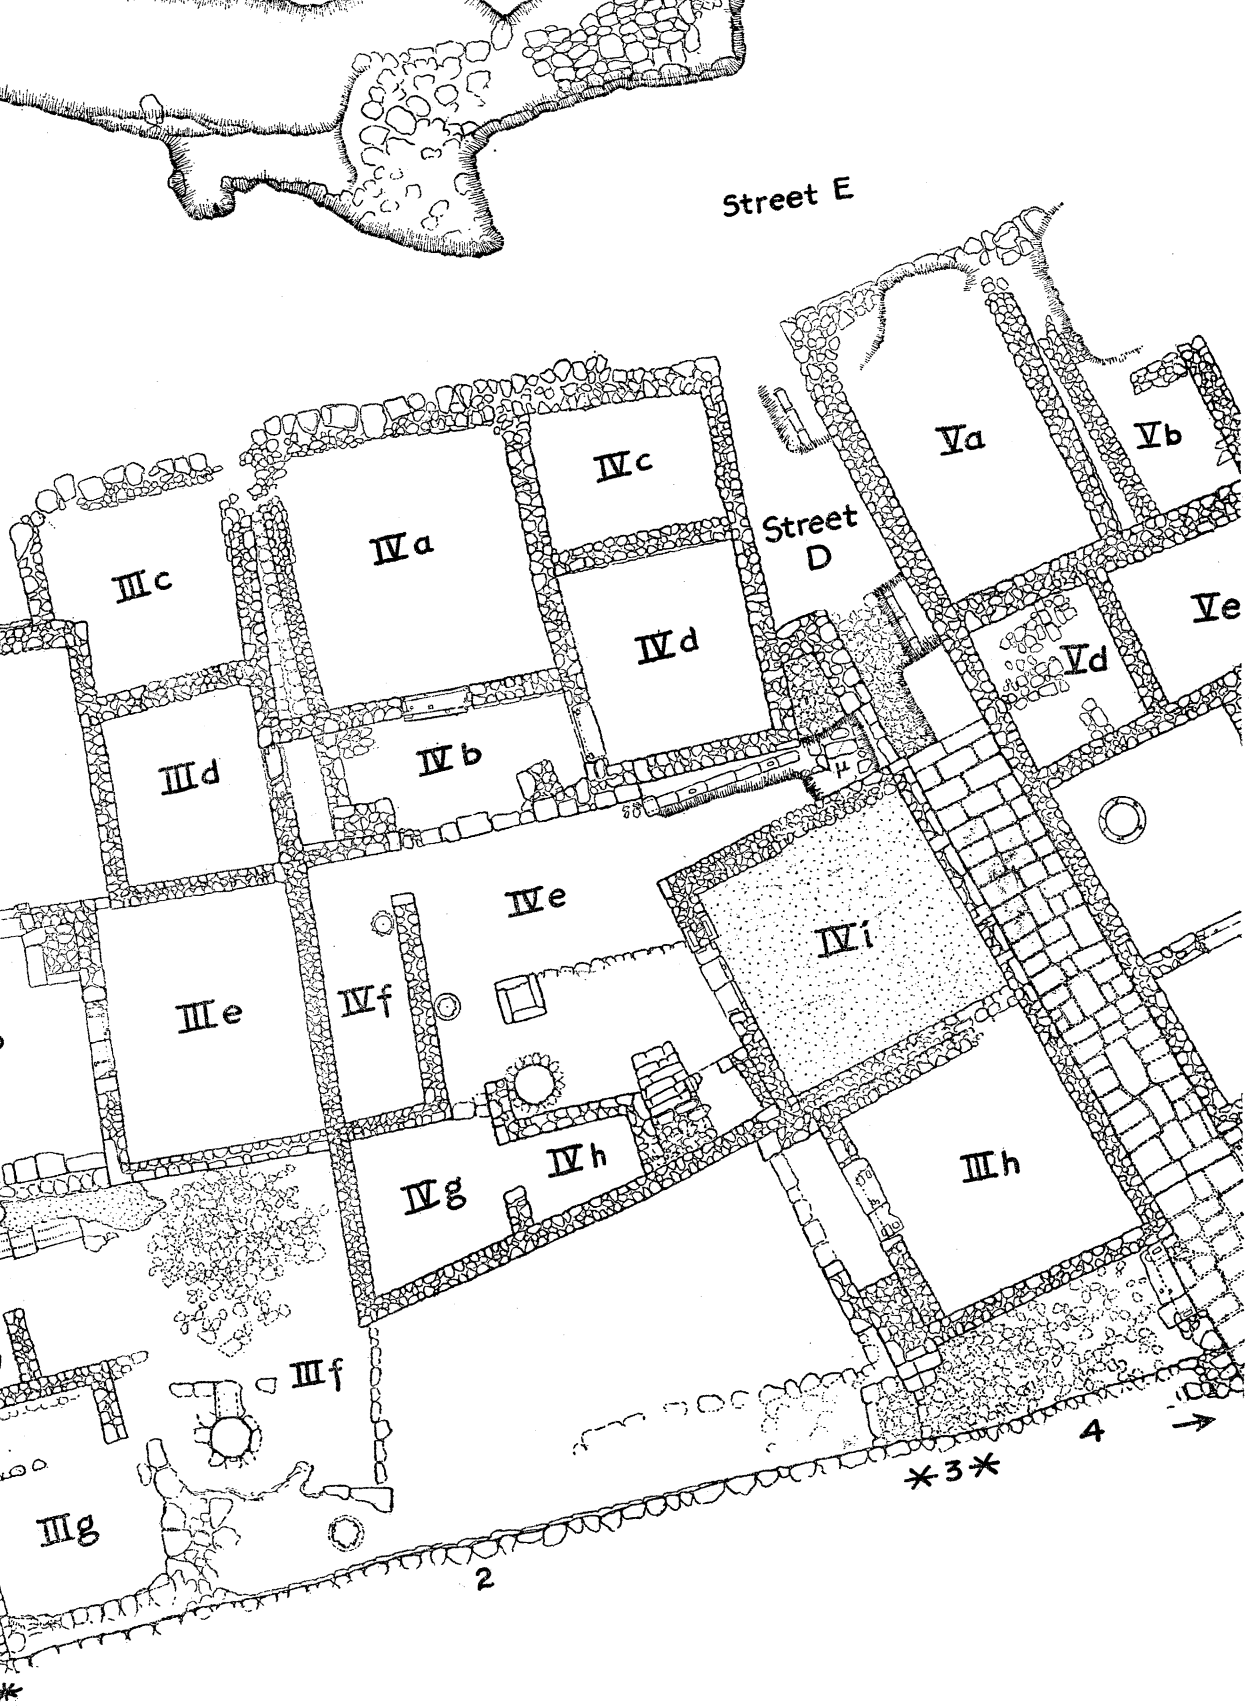 Street E
Va
Vb
IVc
Street
D
IVa
IIIc
Ve
IVd
Vd
IVb
IIId
μ
IVe
IVi
IVf
IIIe
IVh
IIIh
IVg
IIIf
4 →
*3*
IIIg
2
*